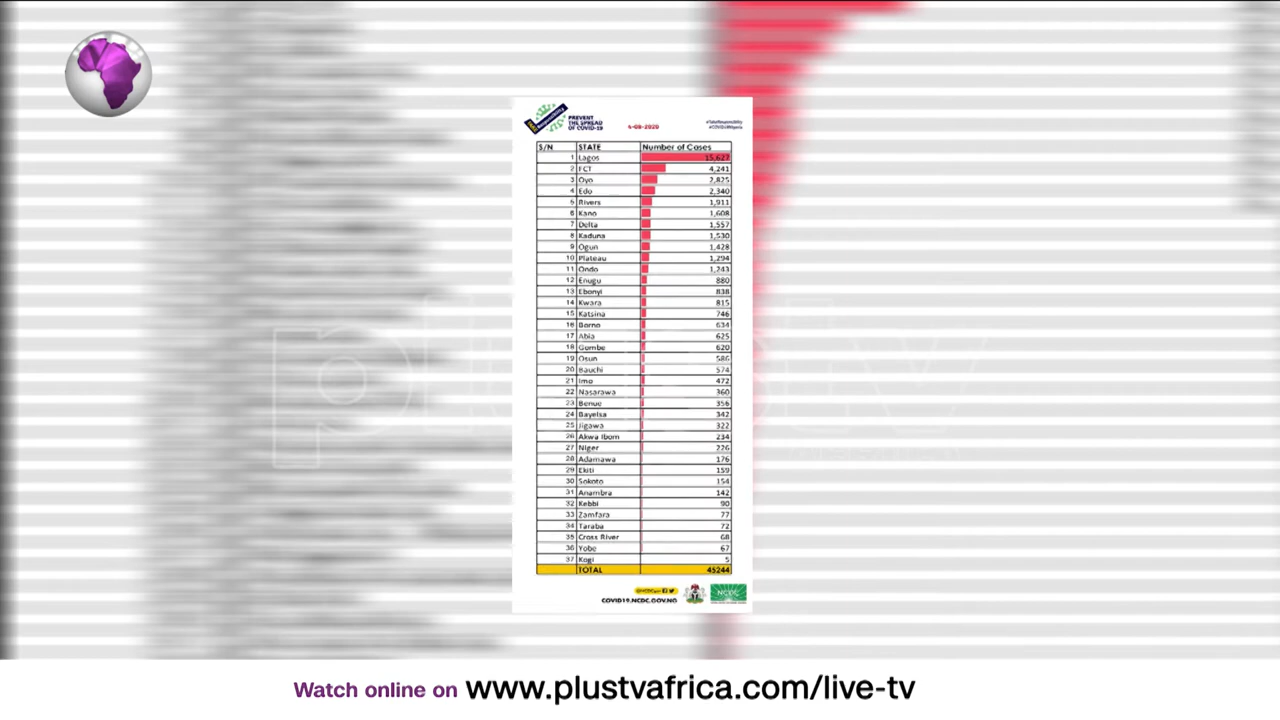 PREVENT
THE SPREAD
OF COVID-19
6-08-2020
#TakeResponsibility
#COVID19Nigeria
S/N STATE Number of Cases
1 Lagos 15,627
2 FCT 4,241
3 Oyo 2,825
4 Edo 2,340
5 Rivers 1,911
6 Kano 1,608
7 Delta 1,557
8 Kaduna 1,530
9 Ogun 1,428
10 Plateau 1,294
11 Ondo 1,243
12 Enugu 880
13 Ebonyi 838
14 Kwara 815
15 Katsina 746
16 Borno 634
17 Abia 625
18 Gombe 620
19 Osun 586
20 Bauchi 574
21 Imo 472
22 Nasarawa 360
23 Benue 356
24 Bayelsa 342
25 Jigawa 322
26 Akwa Ibom 234
27 Niger 226
28 Adamawa 176
29 Ekiti 159
30 Sokoto 154
31 Anambra 142
32 Kebbi 90
33 Zamfara 77
34 Taraba 72
35 Cross River 68
36 Yobe 67
37 Kogi 5
TOTAL 45244
@NCDCgov
COVID19.NCDC.GOV.NG
NCDC
Watch online on www.plustvafrica.com/live-tv